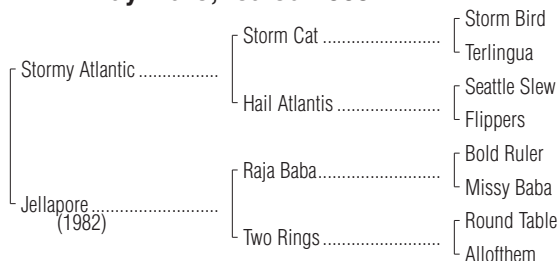 Storm Bird
Storm Cat
Terlingua
Stormy Atlantic
Seattle Slew
Hail Atlantis
Flippers
Bold Ruler
Raja Baba
Missy Baba
Jellapore
(1982)
Round Table
Two Rings
Allofthem